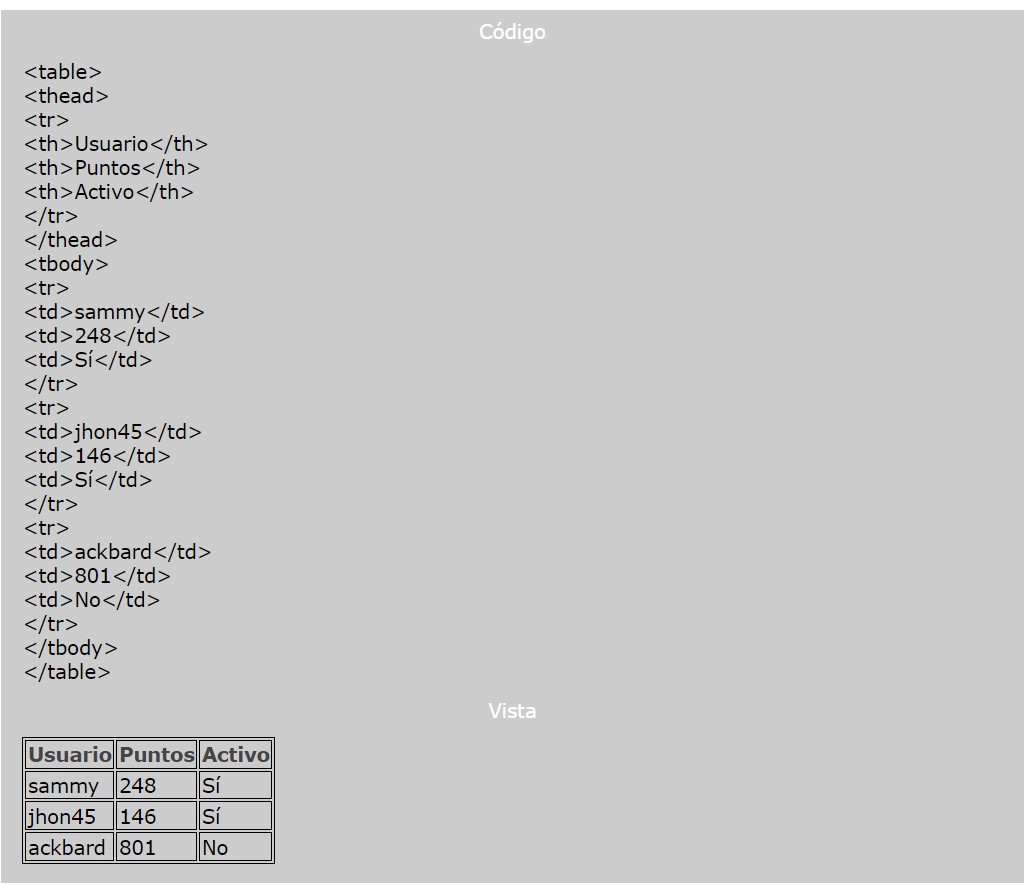 Código
<table>
<thead>
<tr>
<th>Usuario</th>
<th>Puntos</th>
<th>Activo</th>
</tr>
</thead>
<tbody>
<tr>
<td>sammy</td>
<td>248</td>
<td>Sí</td>
</tr>
<tr>
<td>jhon45</td>
<td>146</td>
<td>Sí</td>
</tr>
<tr>
<td>ackbard</td>
<td>801</td>
<td>No</td>
</tr>
</tbody>
</table>
Vista
Usuario Puntos Activo
sammy 248 Sí
jhon45 146 Sí
ackbard 801 No